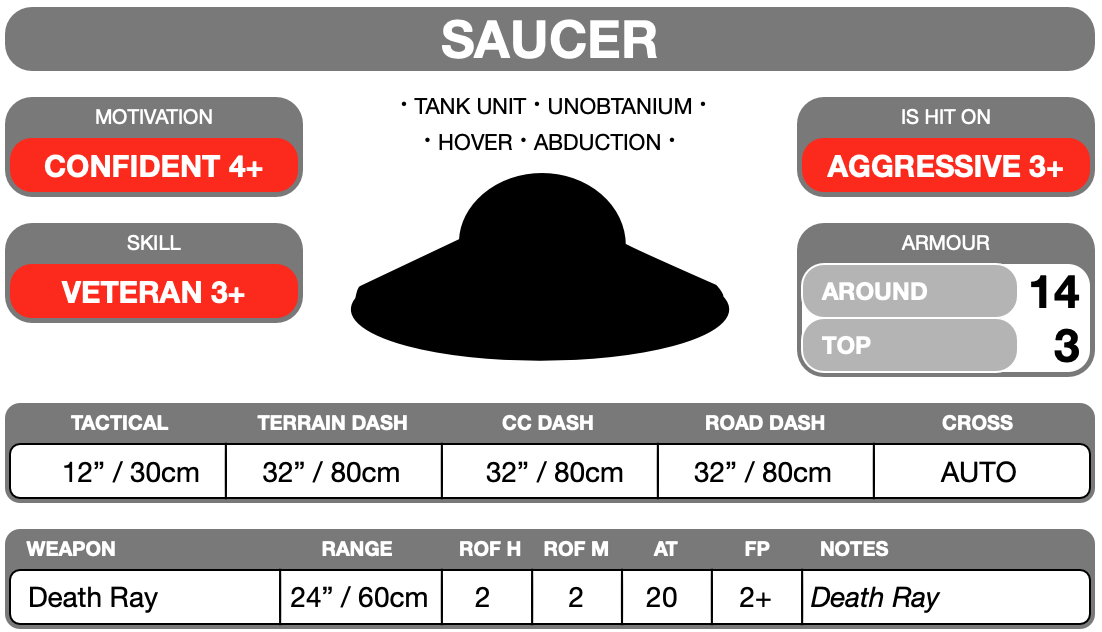 SAUCER
MOTIVATION
CONFIDENT 4+
SKILL
VETERAN 3+
• TANK UNIT • UNOBTANIUM •
• HOVER • ABDUCTION •
IS HIT ON
AGGRESSIVE 3+
ARMOUR
AROUND 14
TOP 3
TACTICAL TERRAIN DASH CC DASH ROAD DASH CROSS
12” / 30cm 32” / 80cm 32” / 80cm 32” / 80cm AUTO
WEAPON RANGE ROF H ROF M AT FP NOTES
Death Ray 24” / 60cm 2 2 20 2+ Death Ray